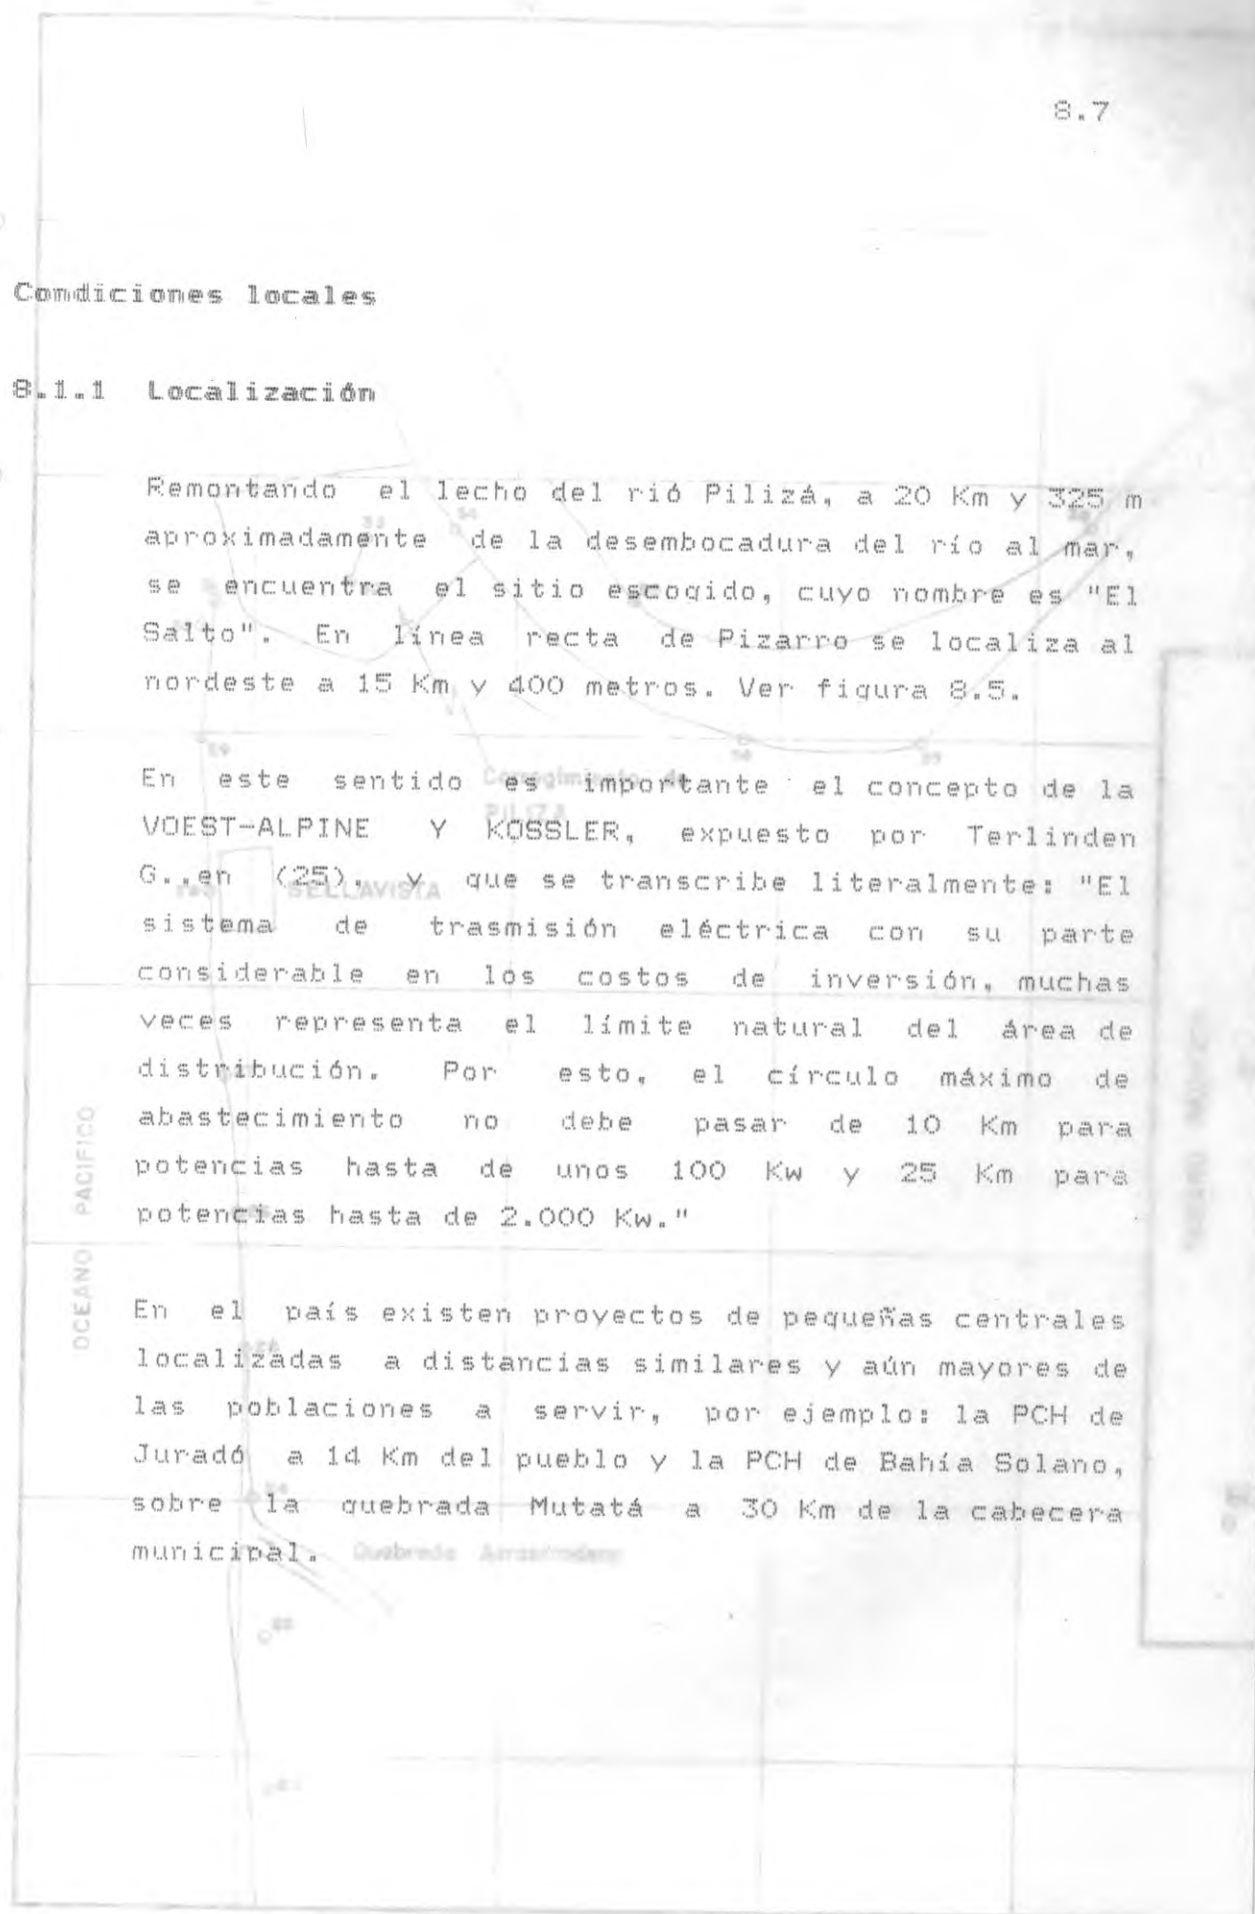 8.7
Condiciones locales
8.1.1 Localización
Remontando el lecho del rió Pilizá, a 20 Km y 325 m
aproximadamente de la desembocadura del río al mar,
se encuentra el sitio escogido, cuyo nombre es "El
Salto". En línea recta de Pizarro se localiza al
nordeste a 15 Km y 400 metros. Ver figura 8.5.
En este sentido es importante el concepto de la
VOEST-ALPINE Y KOSSLER, expuesto por Terlinden
G..en (25), y que se transcribe literalmente: "El
sistema de trasmisión eléctrica con su parte
considerable en los costos de inversión, muchas
veces representa el límite natural del área de
distribución. Por esto, el círculo máximo de
abastecimiento no debe pasar de 10 Km para
potencias hasta de unos 100 Kw y 25 Km para
potencias hasta de 2.000 Kw."
En el país existen proyectos de pequeñas centrales
localizadas a distancias similares y aún mayores de
las poblaciones a servir, por ejemplo: la PCH de
Juradó a 14 Km del pueblo y la PCH de Bahía Solano,
sobre la quebrada Mutatá a 30 Km de la cabecera
municipal.
Corregimiento de
PILIZA
BELLAVISTA
OCEANO PACIFICO
Quebrada